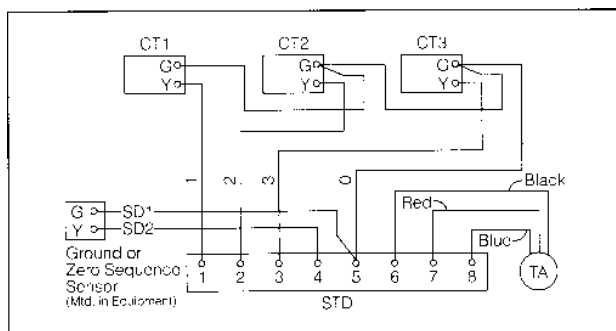 CT1 CT2 CT3
G G G
Y Y Y
1 2 3 0
Black
Red
G SD1
Y SD2
Blue
Ground or
Zero Sequence
Sensor
(Mtd. in Equipment)
1 2 3 4 5 6 7 8
TA
STD